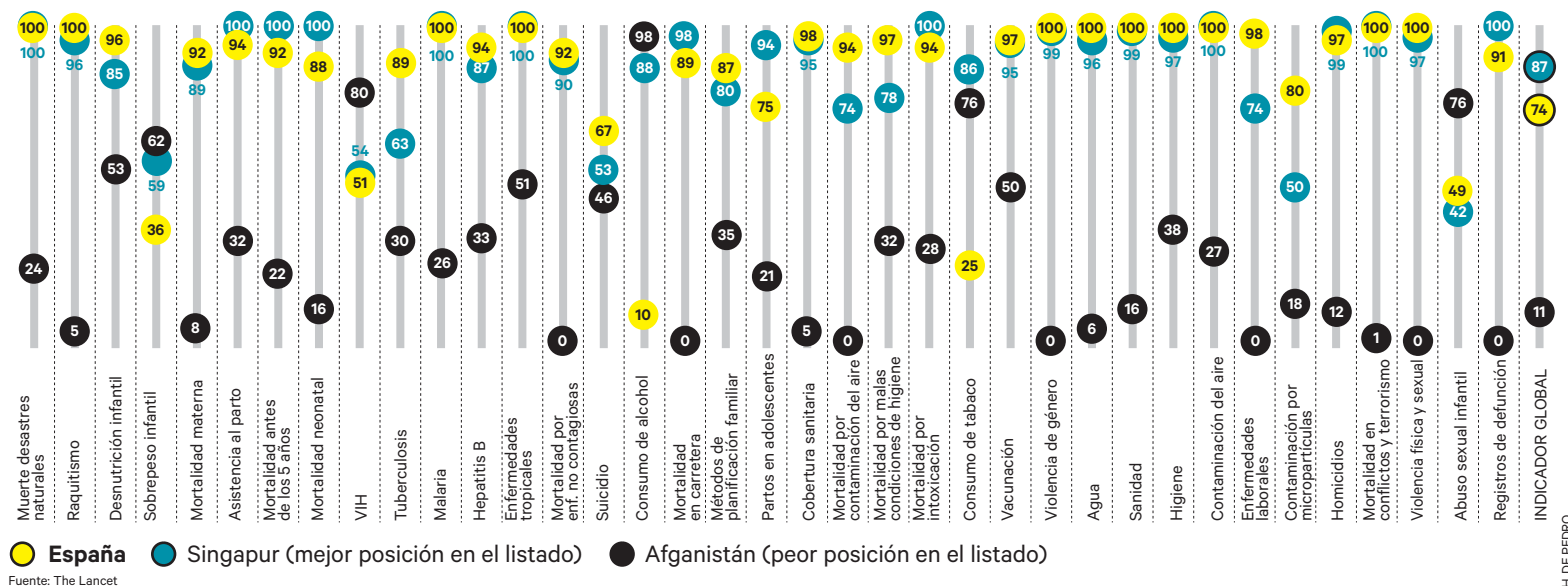 100
100
24
Muerte desastres
naturales
100
96
5
Raquitismo
96
85
53
Desnutrición infantil
62
59
36
Sobrepeso infantil
92
89
8
Mortalidad materna
100
94
32
Asistencia al parto
100
92
22
Mortalidad antes
de los 5 años
100
88
16
Mortalidad neonatal
80
54
51
VIH
89
63
30
Tuberculosis
100
100
26
Malaria
94
87
33
Hepatitis B
100
100
51
Enfermedades
tropicales
92
90
0
Mortalidad por
enf. no contagiosas
67
53
46
Suicidio
98
88
10
Consumo de alcohol
98
89
0
Mortalidad
en carretera
87
80
35
Métodos de
planificación familiar
94
75
21
Partos en adolescentes
98
95
5
Cobertura sanitaria
94
74
0
Mortalidad por
contaminación del aire
97
78
32
Mortalidad por malas
condiciones de higiene
100
94
28
Mortalidad por
intoxicación
86
76
25
Consumo de tabaco
97
95
50
Vacunación
100
99
0
Violencia de género
100
96
6
Agua
100
99
16
Sanidad
100
97
38
Higiene
100
100
27
Contaminación del aire
98
74
0
Enfermedades
laborales
80
50
18
Contaminación por
micropartículas
97
99
12
Homicidios
100
100
1
Mortalidad en
conflictos y terrorismo
100
97
0
Violencia física y sexual
76
49
42
Abuso sexual infantil
100
91
0
Registros de defunción
87
74
11
INDICADOR GLOBAL
España
Singapur (mejor posición en el listado)
Afganistán (peor posición en el listado)
Fuente: The Lancet
H. DE PEDRO